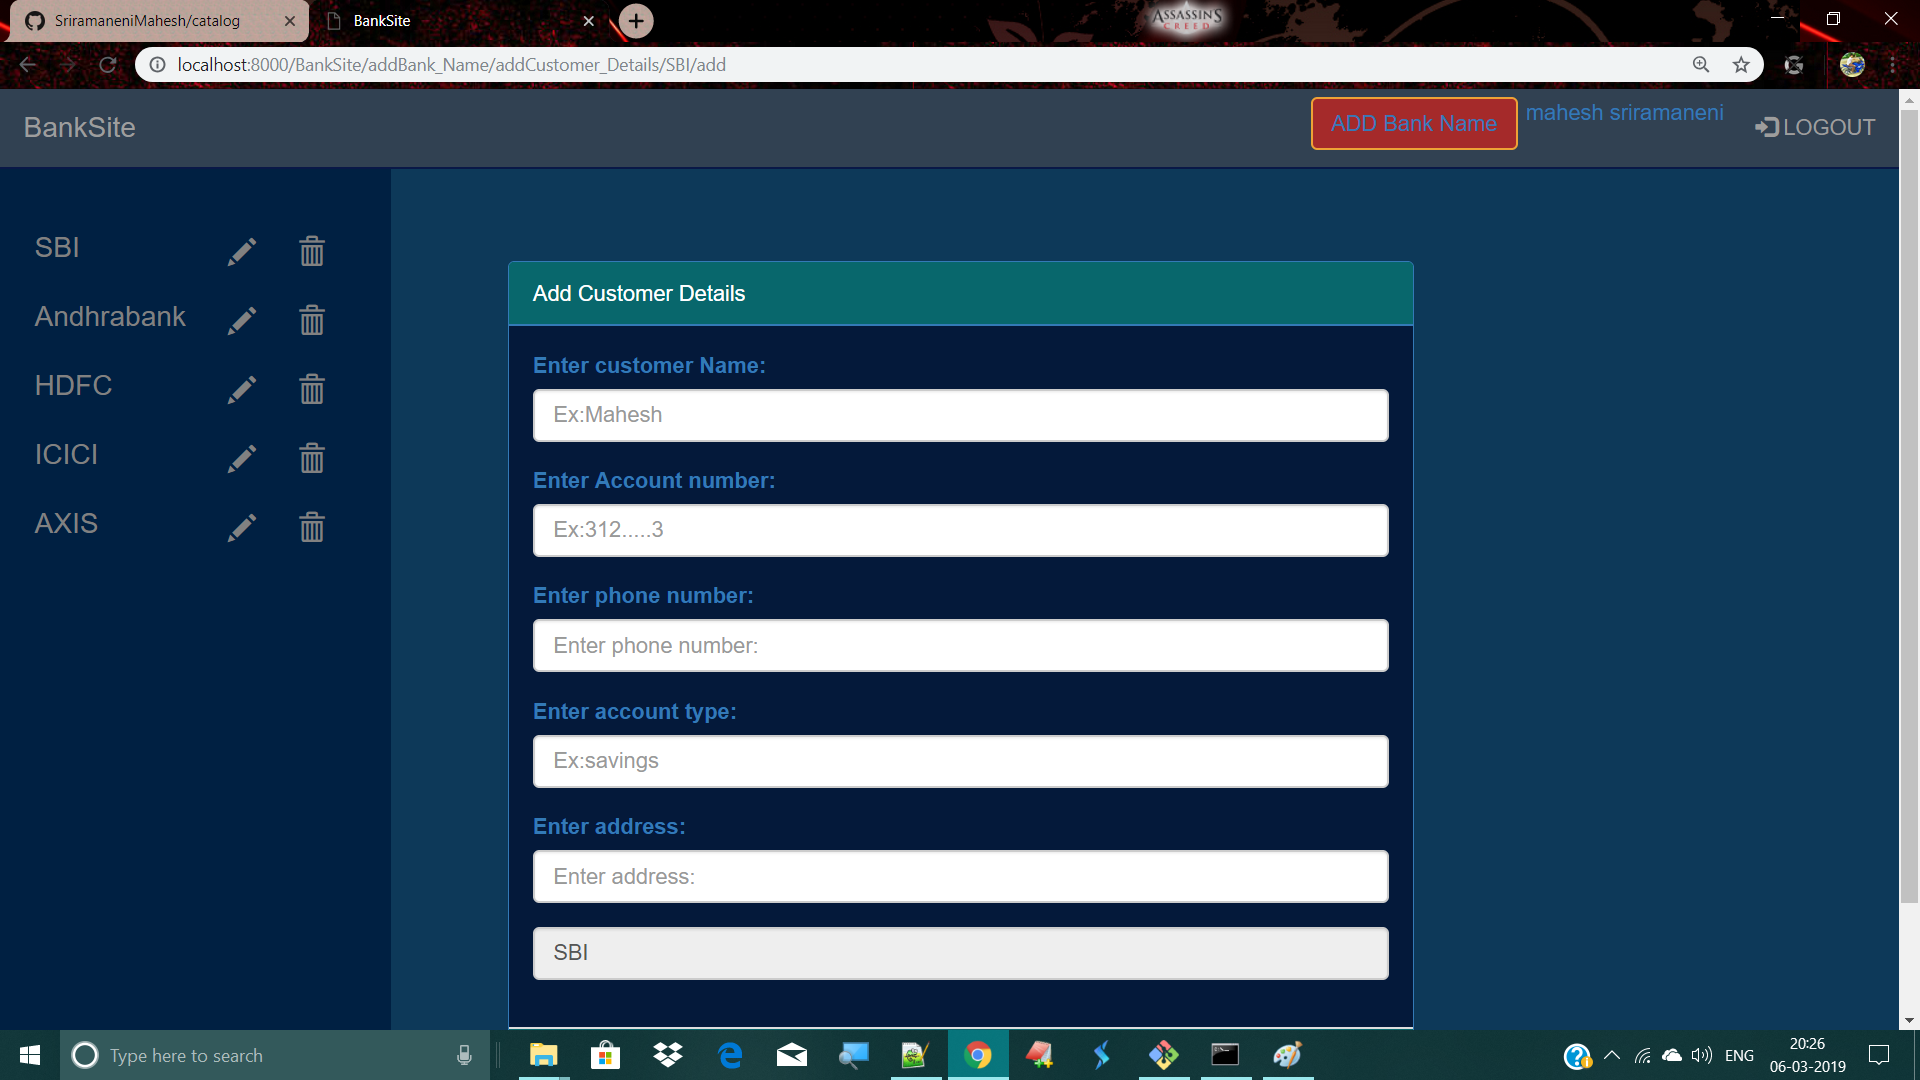 SriramaneniMahesh/catalog
BankSite
ASSASSIN'S
CREED
localhost:8000/BankSite/addBank_Name/addCustomer_Details/SBI/add
BankSite
ADD Bank Name
mahesh sriramaneni
LOGOUT
SBI
Andhrabank
HDFC
ICICI
AXIS
Add Customer Details
Enter customer Name:
Ex:Mahesh
Enter Account number:
Ex:312.....3
Enter phone number:
Enter phone number:
Enter account type:
Ex:savings
Enter address:
Enter address:
SBI
Type here to search
ENG
20:26
06-03-2019